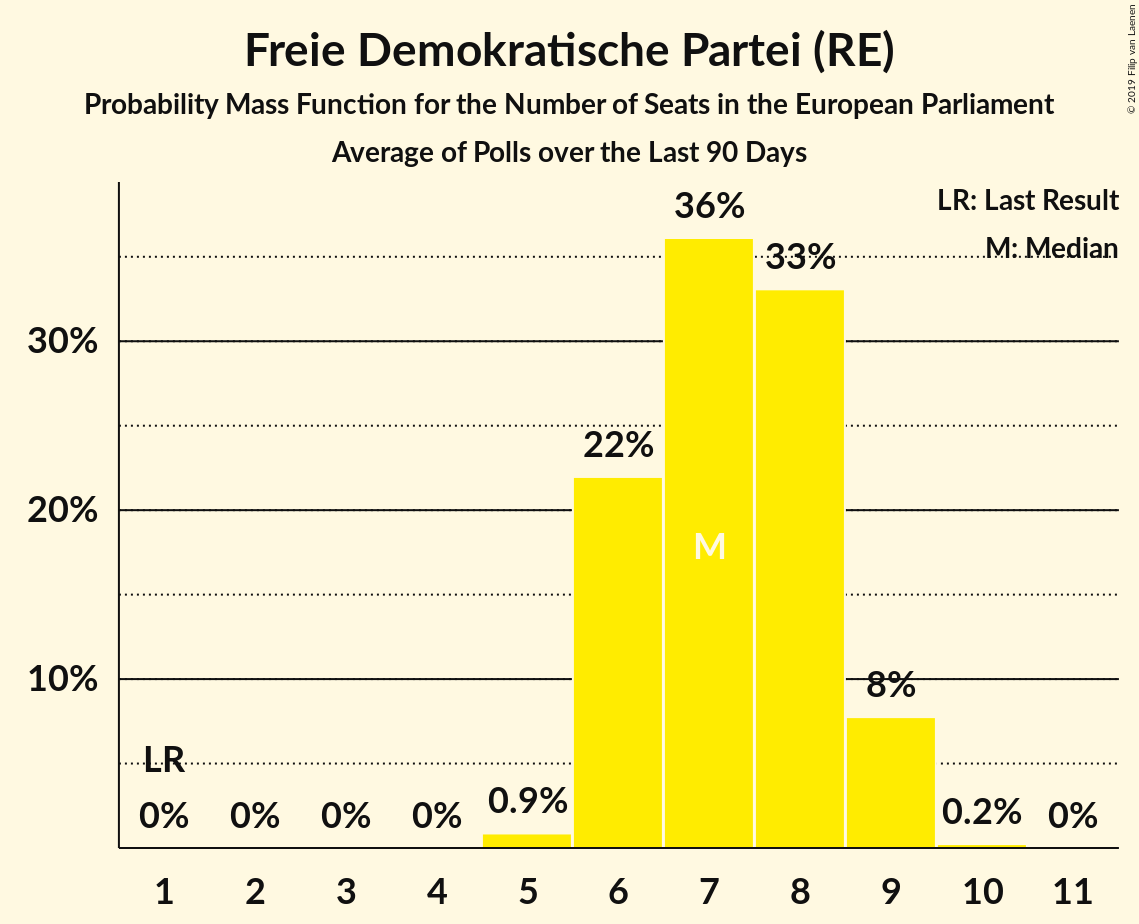 Freie Demokratische Partei (RE)
Probability Mass Function for the Number of Seats in the European Parliament
Average of Polls over the Last 90 Days
© 2019 Filip van Laenen
LR: Last Result
M: Median
36%
33%
30%
22%
20%
M
10%
8%
LR
0%
0%
0%
0%
0.9%
0.2%
0%
1 2 3 4 5 6 7 8 9 10 11